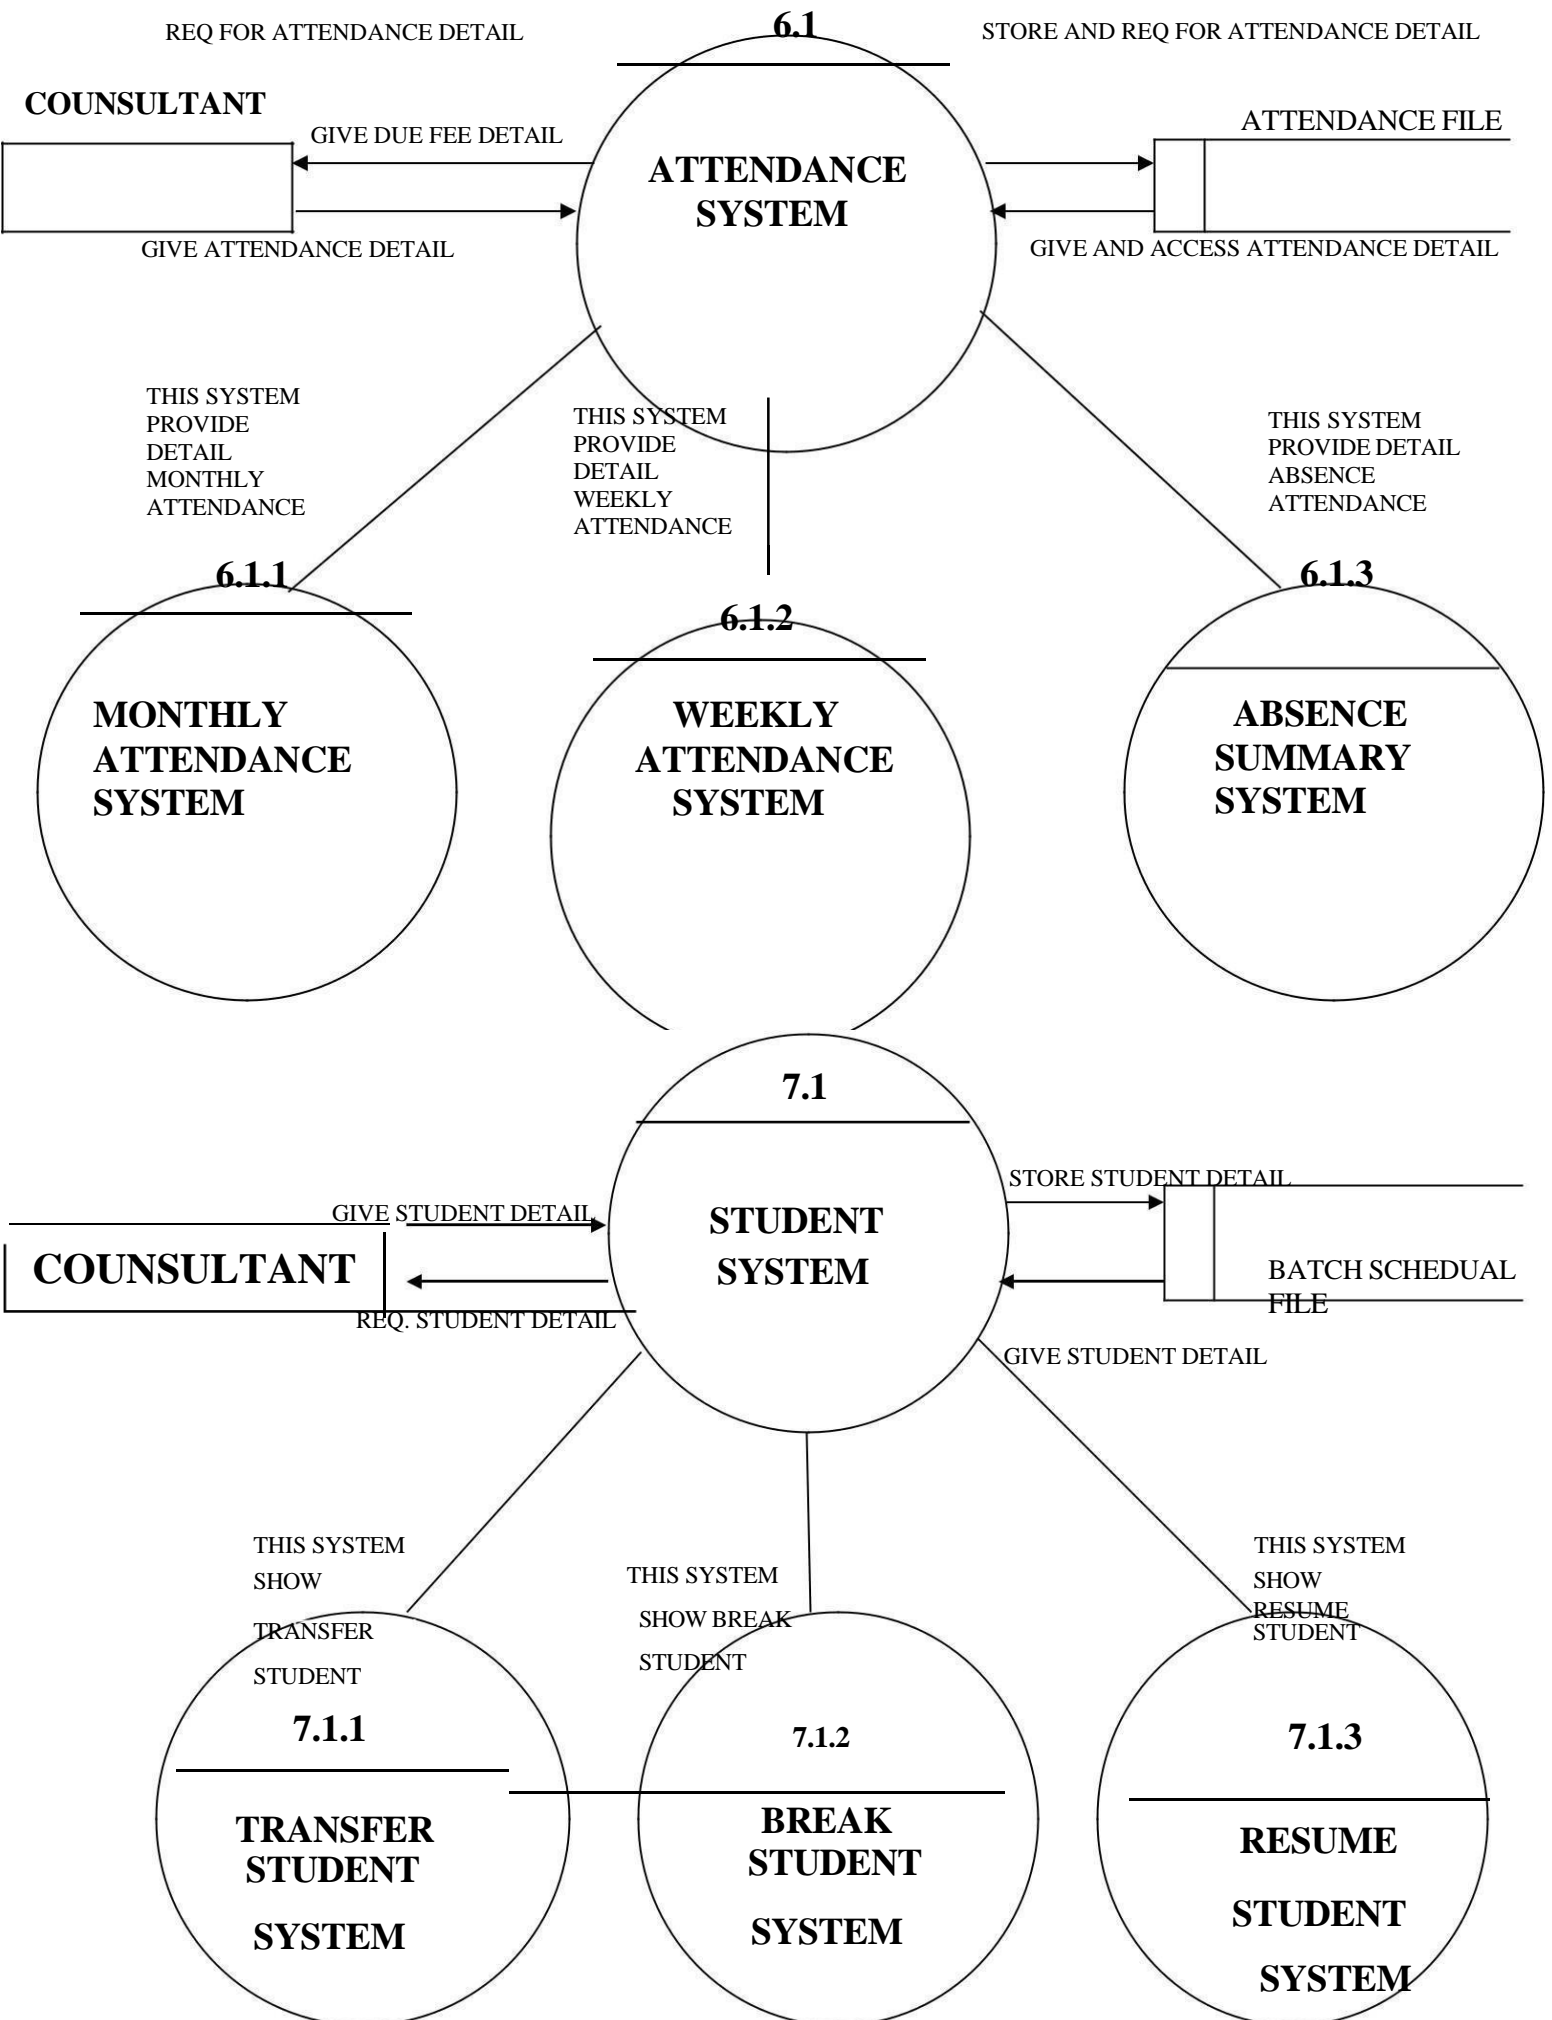 6.1
REQ FOR ATTENDANCE DETAIL
STORE AND REQ FOR ATTENDANCE DETAIL
COUNSULTANT
GIVE DUE FEE DETAIL
ATTENDANCE FILE
ATTENDANCE
SYSTEM
GIVE ATTENDANCE DETAIL
GIVE AND ACCESS ATTENDANCE DETAIL
THIS SYSTEM
PROVIDE
DETAIL
MONTHLY
ATTENDANCE
THIS SYSTEM
PROVIDE
DETAIL
WEEKLY
ATTENDANCE
THIS SYSTEM
PROVIDE DETAIL
ABSENCE
ATTENDANCE
6.1.1
MONTHLY
ATTENDANCE
SYSTEM
6.1.2
WEEKLY
ATTENDANCE
SYSTEM
6.1.3
ABSENCE
SUMMARY
SYSTEM
7.1
STUDENT
SYSTEM
STORE STUDENT DETAIL
GIVE STUDENT DETAIL
COUNSULTANT
REQ. STUDENT DETAIL
BATCH SCHEDUAL
FILE
GIVE STUDENT DETAIL
THIS SYSTEM
SHOW
TRANSFER
STUDENT
7.1.1
TRANSFER
STUDENT
SYSTEM
THIS SYSTEM
SHOW BREAK
STUDENT
7.1.2
BREAK
STUDENT
SYSTEM
THIS SYSTEM
SHOW
RESUME
STUDENT
7.1.3
RESUME
STUDENT
SYSTEM